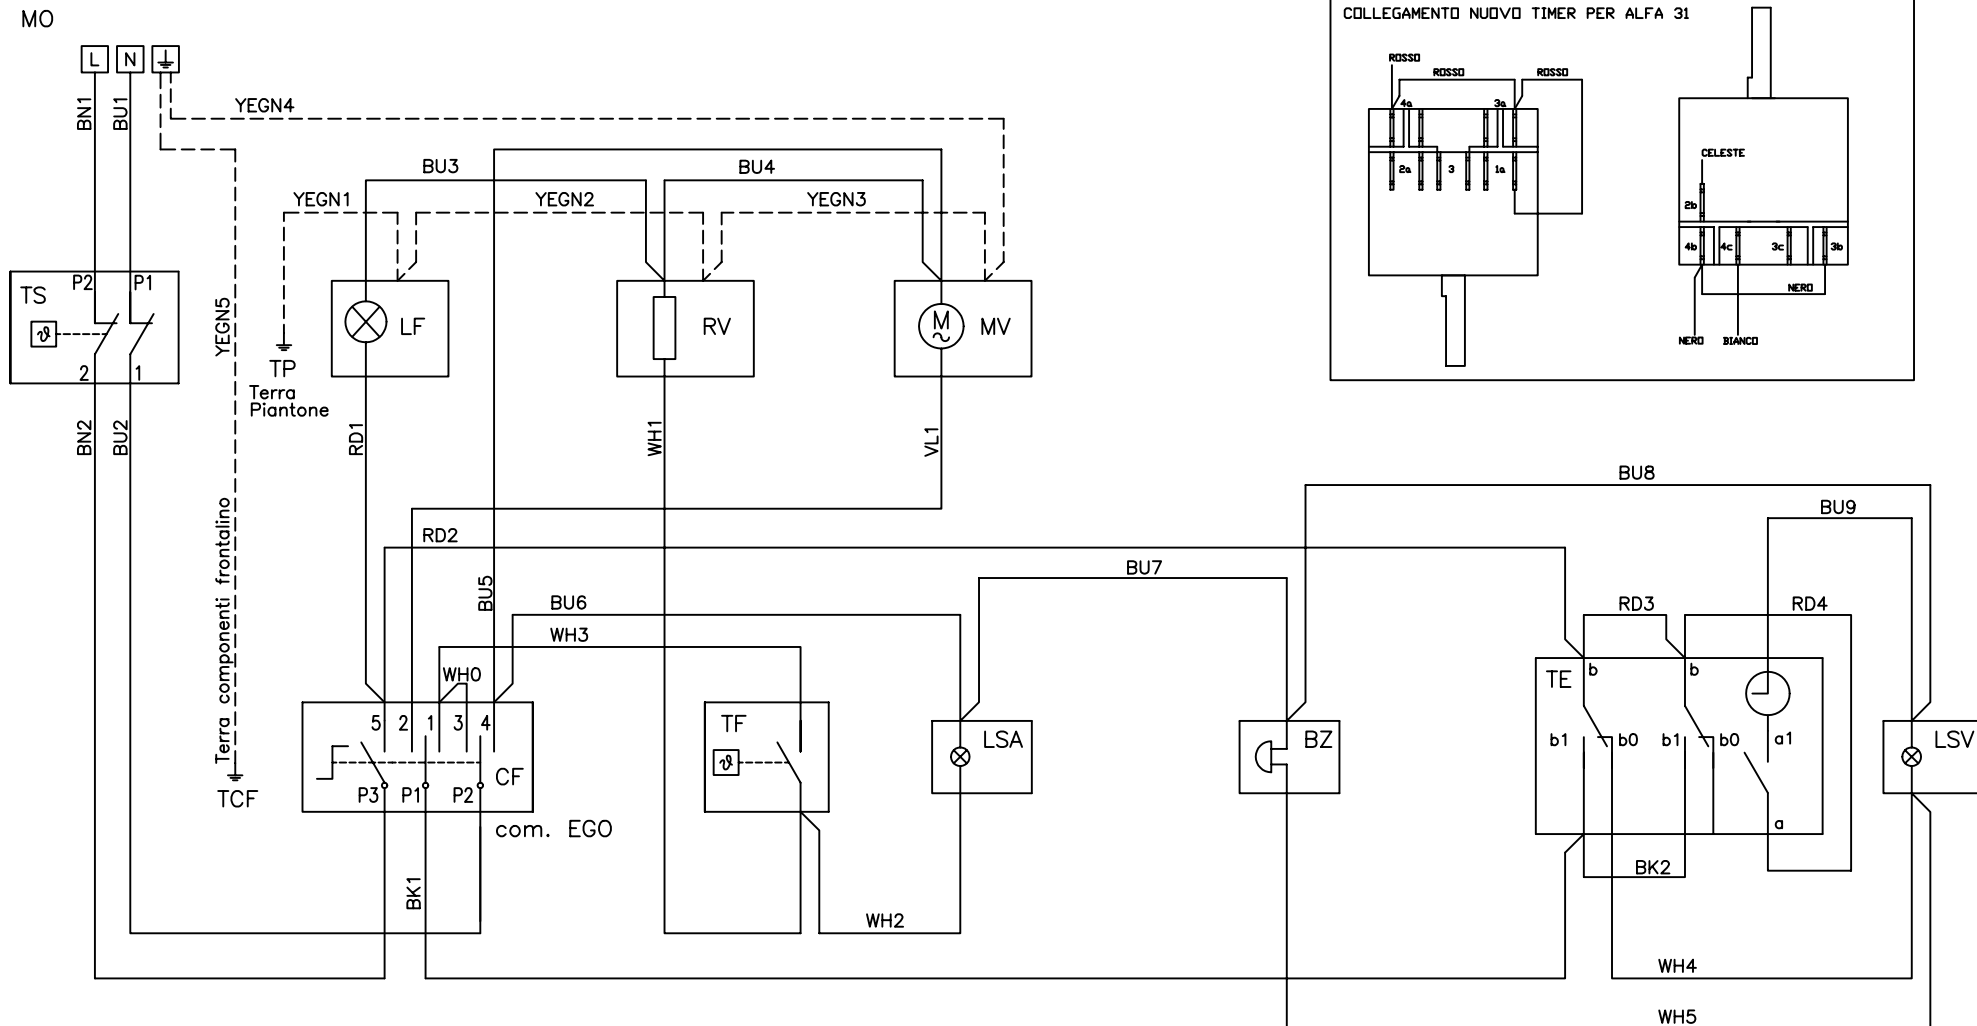 MO
L N
BN1
BU1
YEGN4
BU3
BU4
YEGN1
YEGN2
YEGN3
TS
P2
P1
2
1
YEGN5
TP
Terra
Piantone
LF
RV
MV
M
BN2
BU2
RD1
WH1
VL1
Terra componenti frontalino
TCF
RD2
BU5
BU6
WH3
WH0
BU7
BU8
BU9
RD3
RD4
5 2 1 3 4
P3 P1 P2
CF
com. EGO
TF
LSA
BZ
TE
b
b
b1
b0
b1
b0
a1
a
LSV
BK1
WH2
BK2
WH4
WH5
COLLEGAMENTO NUOVO TIMER PER ALFA 31
ROSSO
ROSSO
ROSSO
4a
3a
2a
3
1a
CELESTE
2b
4b
4c
3c
3b
NERO
NERO
BIANCO